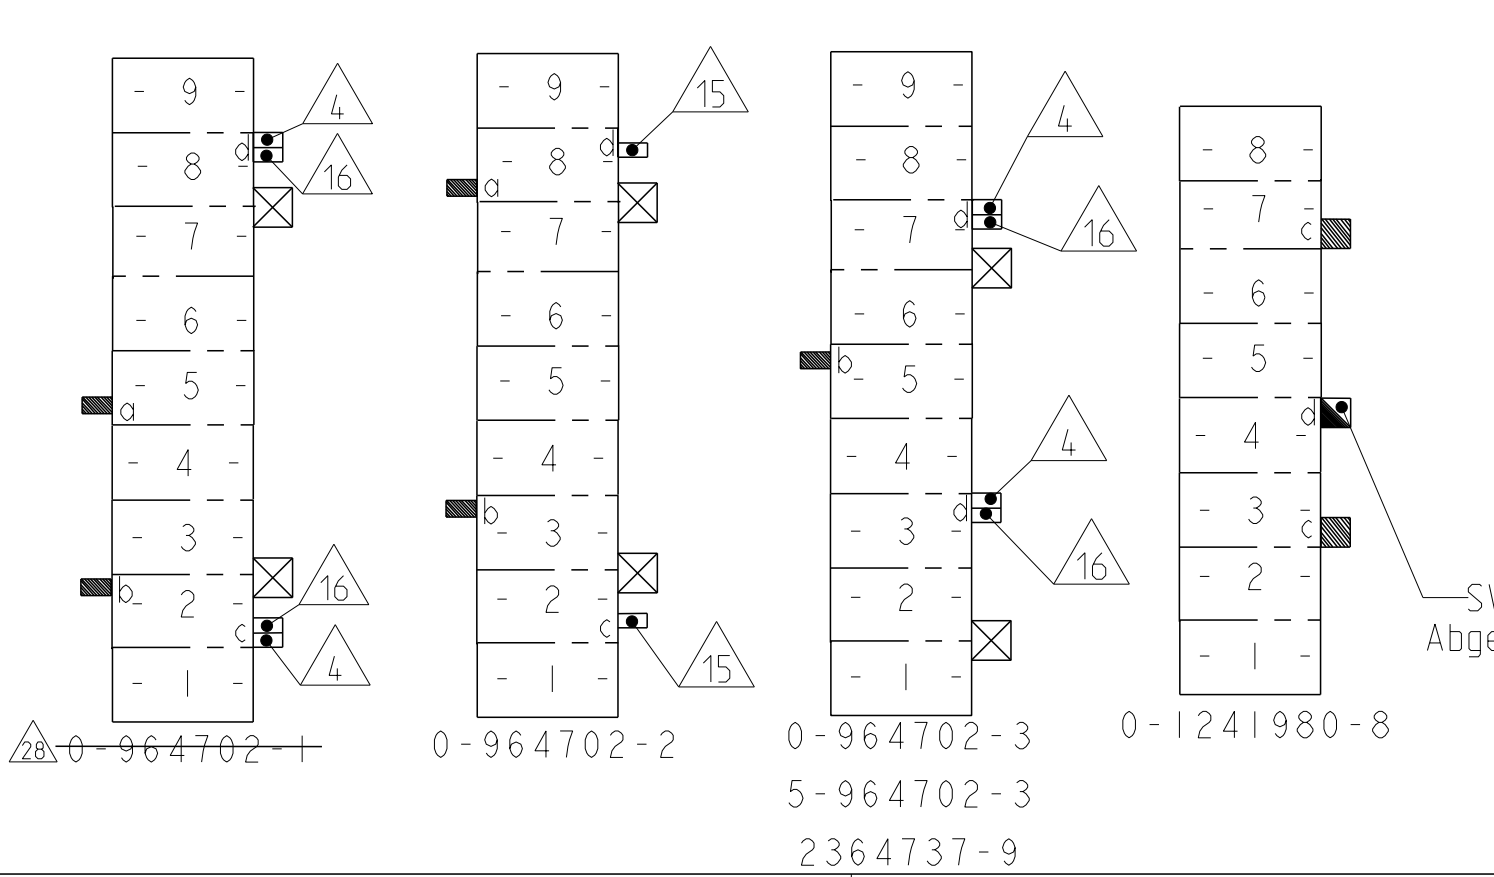 - 9 -
4
d
- 8 -
16
- 7 -
- 6 -
- 5 -
a
- 4 -
- 3 -
16
b
- 2 -
c
4
- 1 -
28 0-964702-1
- 9 -
15
d
- 8 -
a
- 7 -
- 6 -
- 5 -
- 4 -
b
- 3 -
- 2 -
c
15
- 1 -
0-964702-2
- 9 -
4
- 8 -
d
- 7 -
16
- 6 -
b
- 5 -
4
- 4 -
d
- 3 -
16
- 2 -
- 1 -
0-964702-3
5-964702-3
2364737-9
- 8 -
- 7 -
c
- 6 -
- 5 -
d
- 4 -
- 3 -
c
- 2 -
- 1 -
0-1241980-8